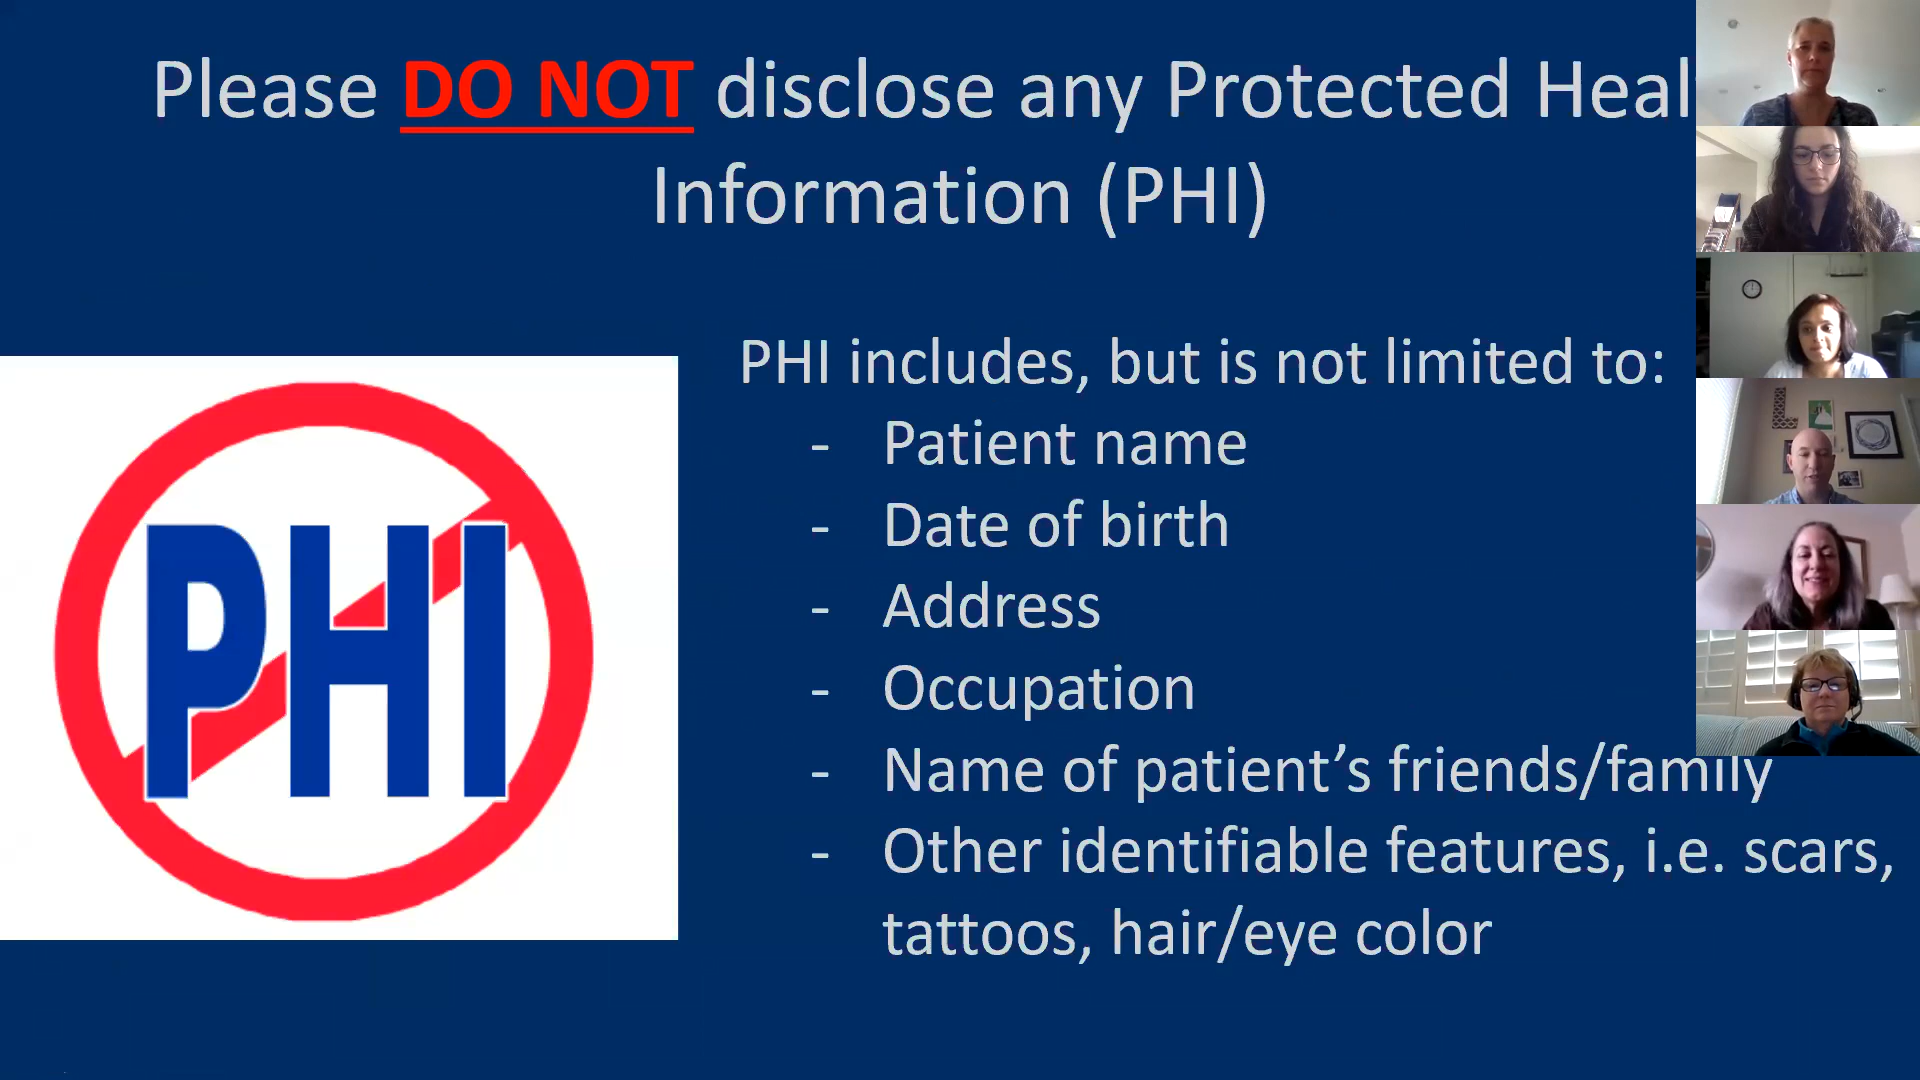 Please DO NOT disclose any Protected Heal
Information (PHI)
PHI includes, but is not limited to:
- Patient name
- Date of birth
- Address
- Occupation
- Name of patient’s friends/family
- Other identifiable features, i.e. scars,
tattoos, hair/eye color
PHI